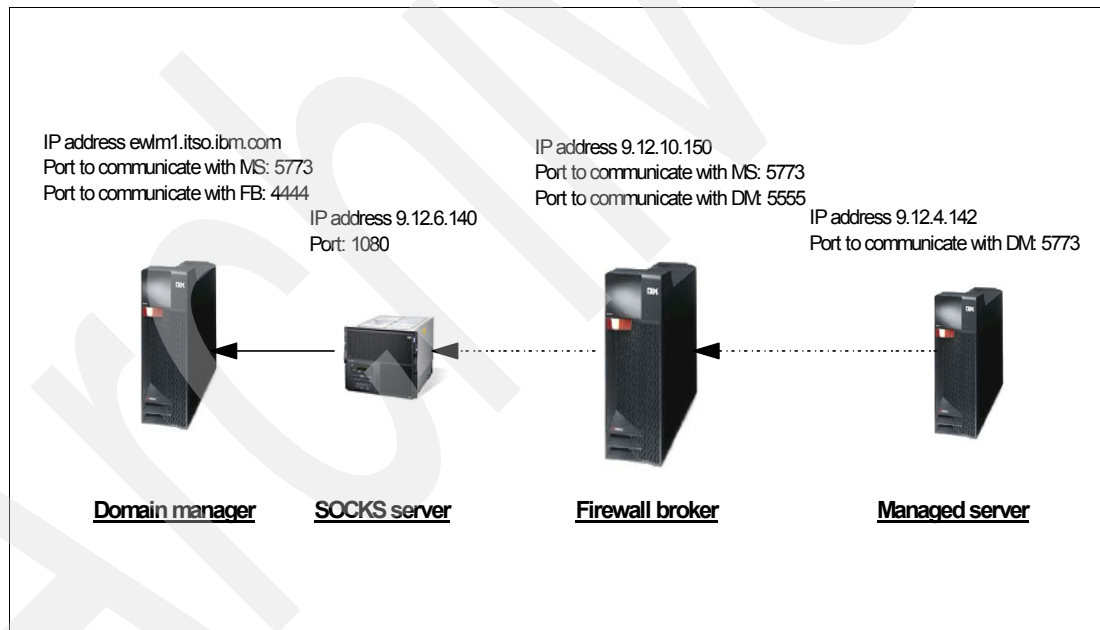 IP address ewlm1.itso.ibm.com
Port to communicate with MS: 5773
Port to communicate with FB: 4444
IP address 9.12.6.140
Port: 1080
IP address 9.12.10.150
Port to communicate with MS: 5773
Port to communicate with DM: 5555
IP address 9.12.4.142
Port to communicate with DM: 5773
Domain manager
SOCKS server
Firewall broker
Managed server